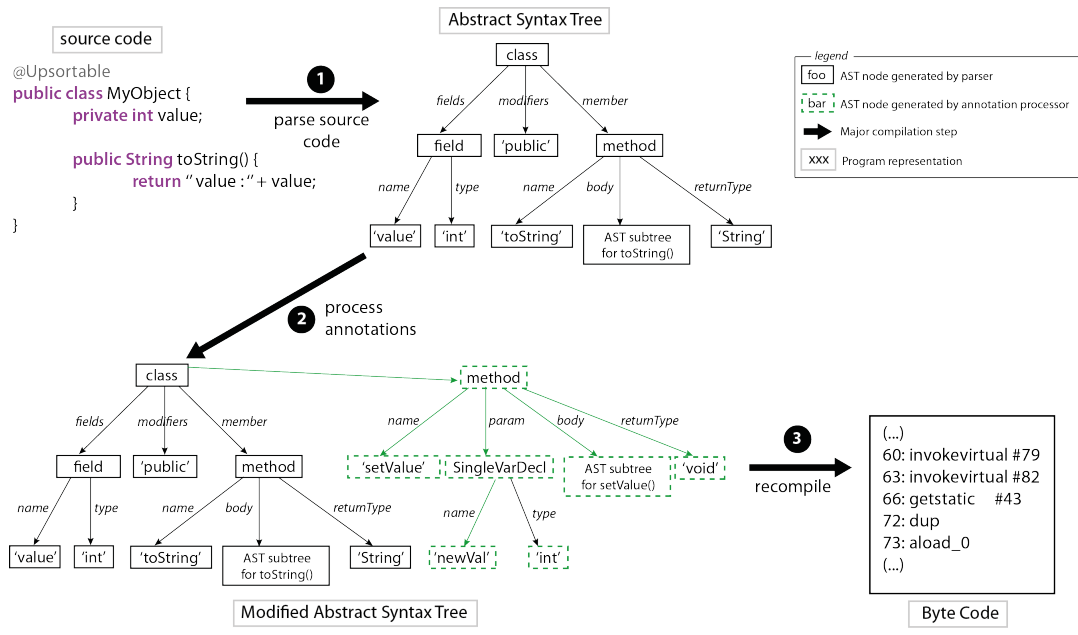 Abstract Syntax Tree
source code
@Upsortable
public class MyObject {
private int value;
public String toString() {
return “ value :“ + value;
}
}
1
parse source
code
class
fields
modifiers
member
field
‘public’
method
name
type
name
body
returnType
‘value’
‘int’
‘toString’
AST subtree
for toString()
‘String’
legend
foo AST node generated by parser
bar AST node generated by annotation processor
Major compilation step
xxx Program representation
2
process
annotations
class
method
fields
modifiers
member
name
param
body
returnType
field
‘public’
method
‘setValue’
SingleVarDecl
AST subtree
for setValue()
‘void’
name
type
name
body
returnType
name
type
‘value’
‘int’
‘toString’
AST subtree
for toString()
‘String’
‘newVal’
‘int’
Modified Abstract Syntax Tree
3
recompile
(...)
60: invokevirtual #79
63: invokevirtual #82
66: getstatic #43
72: dup
73: aload_0
(...)
Byte Code